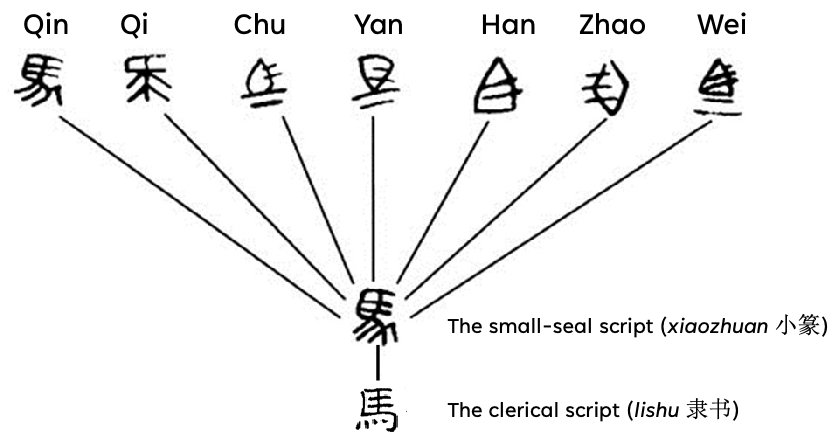 Qin Qi Chu Yan Han Zhao Wei
The small-seal script (xiaozhuan 小篆)
馬
The clerical script (lishu 隶书)